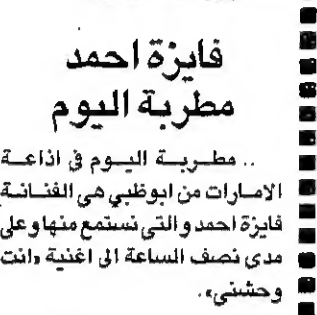 فايزة احمد
مطربة اليوم
.. مطربة اليوم في اذاعة
الامارات من ابوظبي هي الفنانة
فايزة احمد والتي نستمع منها وعلى
مدى نصف الساعة الى اغنية «انت
وحشني».